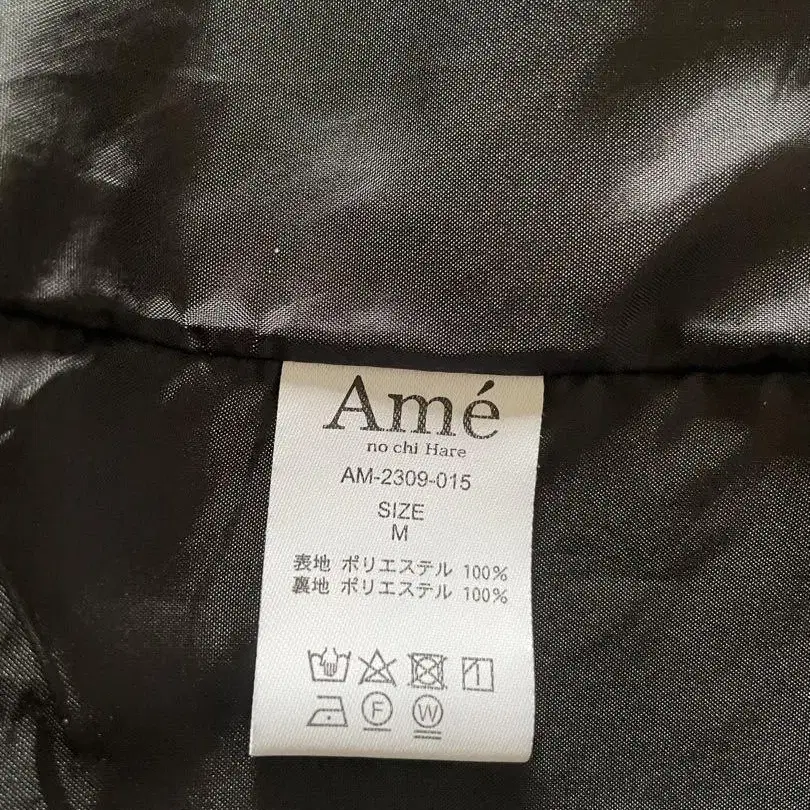 Amé
no chi Hare
AM-2309-015
SIZE
M
表地 ポリエステル 100%
裏地 ポリエステル 100%
F W